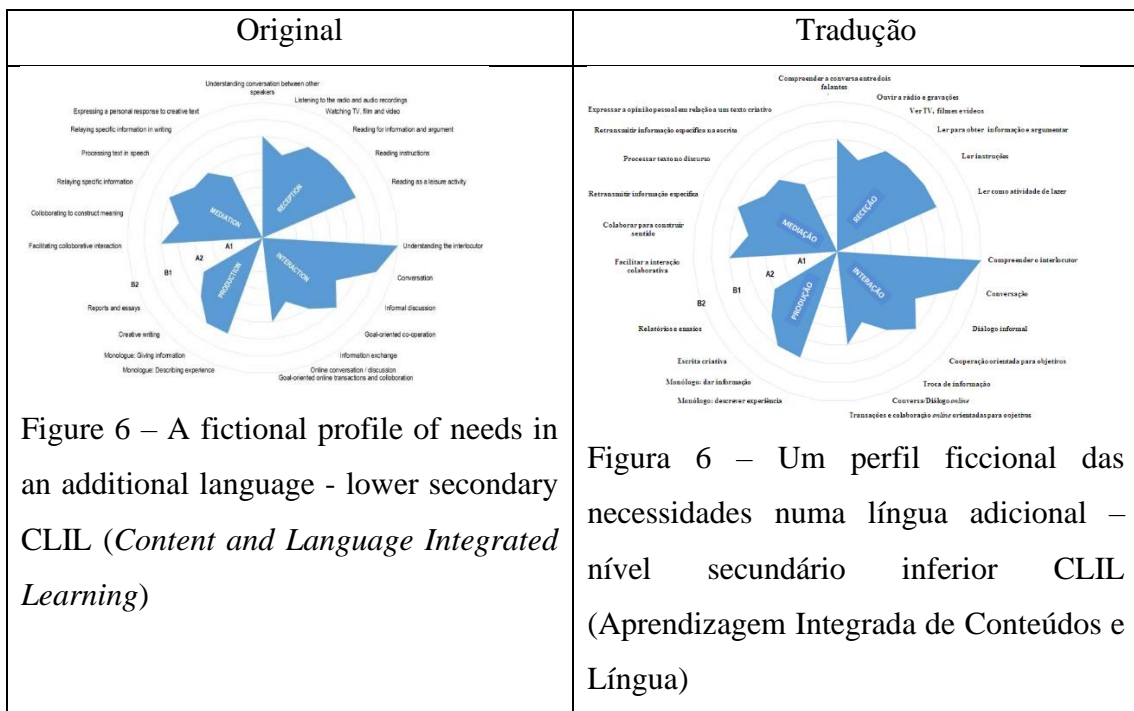 Original
Understanding conversation between other
speakers
Listening to the radio and audio recordings
Expressing a personal response to creative text
Watching TV, film and video
Relaying specific information in writing
Reading for information and argument
Processing text in speech
Reading instructions
Relaying specific information
Reading as a leisure activity
Collaborating to construct meaning
MEDIATION
RECEPTION
Facilitating collaborative interaction
A1
Understanding the interlocutor
A2
B1
B2
PRODUCTION
INTERACTION
Conversation
Reports and essays
Informal discussion
Creative writing
Goal-oriented co-operation
Monologue: Giving information
Information exchange
Monologue: Describing experience
Online conversation / discussion
Goal-oriented online transactions and collaboration
Figure 6 – A fictional profile of needs in
an additional language - lower secondary
CLIL (Content and Language Integrated
Learning)
Tradução
Compreender a conversa entre dois
falantes
Ouvir a rádio e gravações
Expressar a opinião pessoal em relação a um texto criativo
Ver TV, filmes e vídeos
Retransmitir informação específica na escrita
Ler para obter informação e argumentar
Processar texto no discurso
Ler instruções
Retransmitir informação específica
Ler como atividade de lazer
Colaborar para construir
sentido
MEDIAÇÃO
RECEÇÃO
Facilitar a interação
colaborativa
A1
Compreender o interlocutor
A2
B1
B2
PRODUÇÃO
INTERAÇÃO
Conversação
Relatórios e ensaios
Diálogo informal
Escrita criativa
Cooperação orientada para objetivos
Monólogo: dar informação
Troca de informação
Monólogo: descrever experiência
Conversa/Diálogo online
Transações e colaboração online orientadas para objetivos
Figura 6 – Um perfil ficcional das
necessidades numa língua adicional –
nível secundário inferior CLIL
(Aprendizagem Integrada de Conteúdos e
Língua)